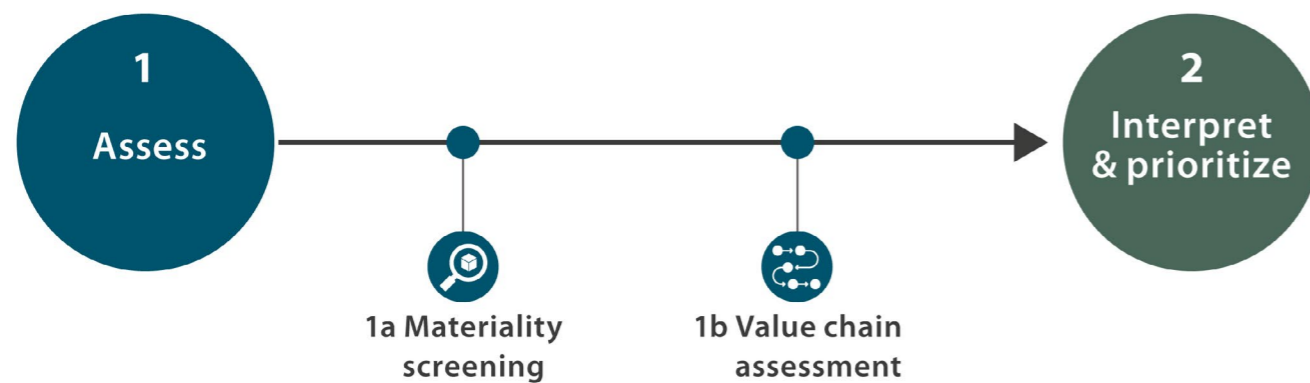 1
Assess
2
Interpret
& prioritize
1a Materiality
screening
1b Value chain
assessment